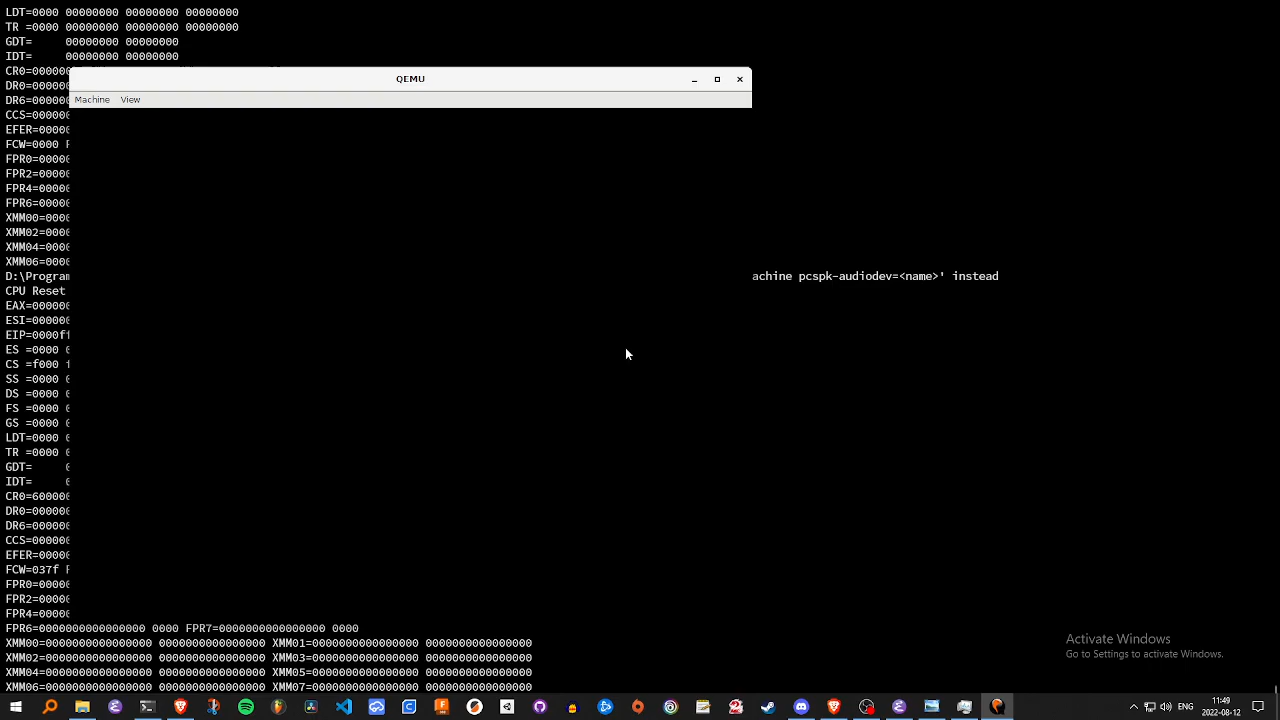 LDT=0000 00000000 00000000 00000000
TR =0000 00000000 00000000 00000000
GDT=     00000000 00000000
IDT=     00000000 00000000
CR0=00000
DR0=00000
DR6=00000
CCS=00000
EFER=0000
FCW=0000
FPR0=0000
FPR2=0000
FPR4=0000
FPR6=0000
XMM00=000
XMM02=000
XMM04=000
XMM06=000
QEMU
Machine View
D:\Program
achine pcspk-audiodev=<name>' instead
CPU Reset
EAX=00000
ESI=00000
EIP=0000f
ES =0000
CS =f000
SS =0000
DS =0000
FS =0000
GS =0000
LDT=0000
TR =0000
GDT=
IDT=
CR0=60000
DR0=00000
DR6=00000
CCS=00000
EFER=0000
FCW=037f
FPR0=0000
FPR2=0000
FPR4=0000
FPR6=0000000000000000 0000 FPR7=0000000000000000 0000
XMM00=0000000000000000 0000000000000000 XMM01=0000000000000000 0000000000000000
XMM02=0000000000000000 0000000000000000 XMM03=0000000000000000 0000000000000000
XMM04=0000000000000000 0000000000000000 XMM05=0000000000000000 0000000000000000
XMM06=0000000000000000 0000000000000000 XMM07=0000000000000000 0000000000000000
Activate Windows
Go to Settings to activate Windows.
ENG
11:49
2022-08-12